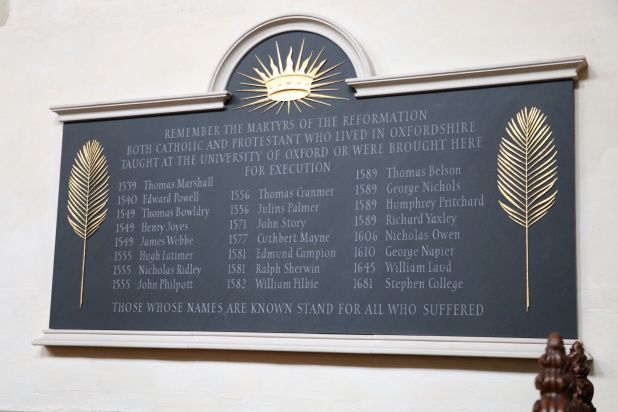 REMEMBER THE MARTYRS OF THE REFORMATION
BOTH CATHOLIC AND PROTESTANT WHO LIVED IN OXFORDSHIRE
TAUGHT AT THE UNIVERSITY OF OXFORD OR WERE BROUGHT HERE
FOR EXECUTION
1539 Thomas Marshall
1540 Edward Powell
1549 Thomas Bowldry
1549 Henry Joyes
1549 James Webbe
1555 Hugh Latimer
1555 Nicholas Ridley
1555 John Philpott
1556 Thomas Cranmer
1556 Julins Palmer
1571 John Story
1577 Cuthbert Mayne
1581 Edmund Campion
1581 Ralph Sherwin
1582 William Filbie
1589 Thomas Belson
1589 George Nichols
1589 Humphrey Pritchard
1589 Richard Yaxley
1606 Nicholas Owen
1610 George Napier
1645 William Laud
1681 Stephen College
THOSE WHOSE NAMES ARE KNOWN STAND FOR ALL WHO SUFFERED